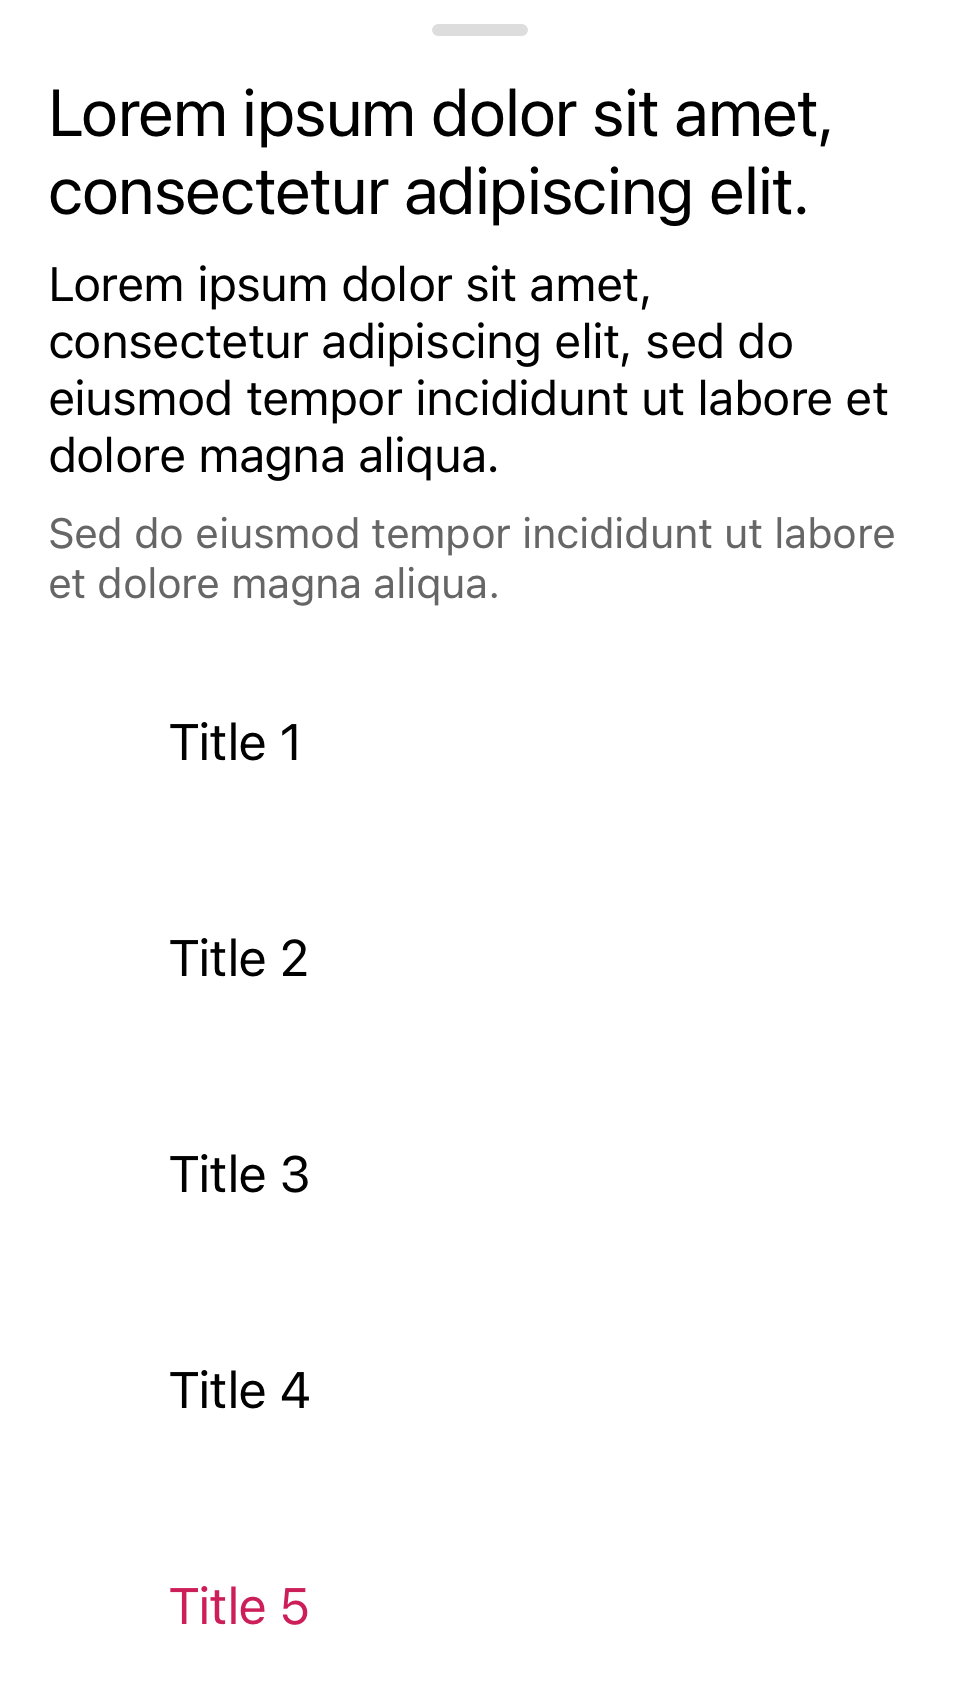 Lorem ipsum dolor sit amet,
consectetur adipiscing elit.
Lorem ipsum dolor sit amet,
consectetur adipiscing elit, sed do
eiusmod tempor incididunt ut labore et
dolore magna aliqua.
Sed do eiusmod tempor incididunt ut labore
et dolore magna aliqua.
Title 1
Title 2
Title 3
Title 4
Title 5